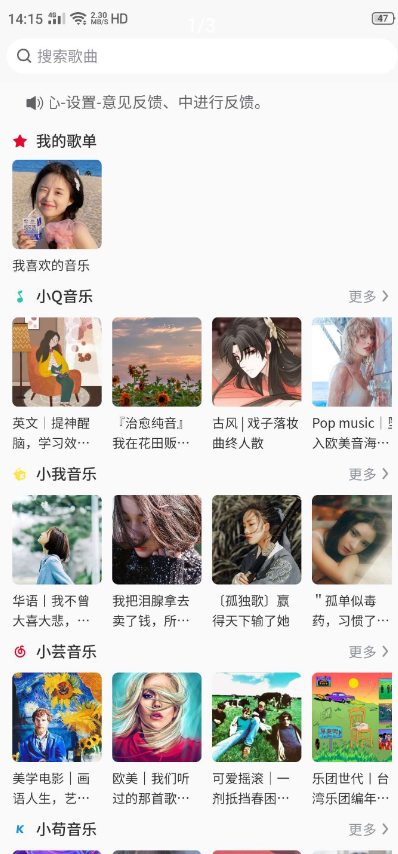 14:15 4G 2.30 MB/S HD 47
1/3
搜索歌曲
心-设置-意见反馈、中进行反馈。
我的歌单
我喜欢的音乐
小Q音乐 更多
英文｜提神醒
脑，学习效…
『治愈纯音』
我在花田贩…
古风 | 戏子落妆
曲终人散
Pop music｜
入欧美音海…
小我音乐 更多
华语丨我不曾
大喜大悲，…
我把泪腺拿去
卖了钱，所…
〔孤独歌〕赢
得天下输了她
＂孤单似毒
药，习惯了…
小芸音乐 更多
美学电影｜画
语人生，艺…
欧美｜我们听
过的那首歌…
可爱摇滚｜一
剂抵挡春困…
乐团世代丨台
湾乐团编年…
小苟音乐 更多